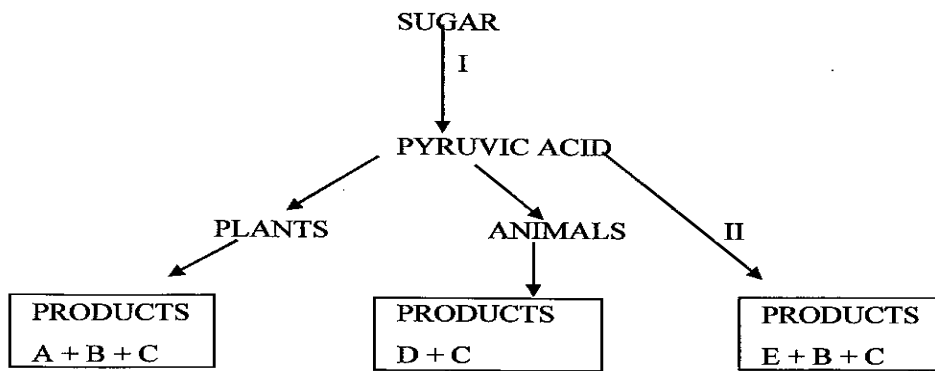 SUGAR
I
PYRUVIC ACID
PLANTS
ANIMALS
II
PRODUCTS
A + B + C
PRODUCTS
D + C
PRODUCTS
E + B + C